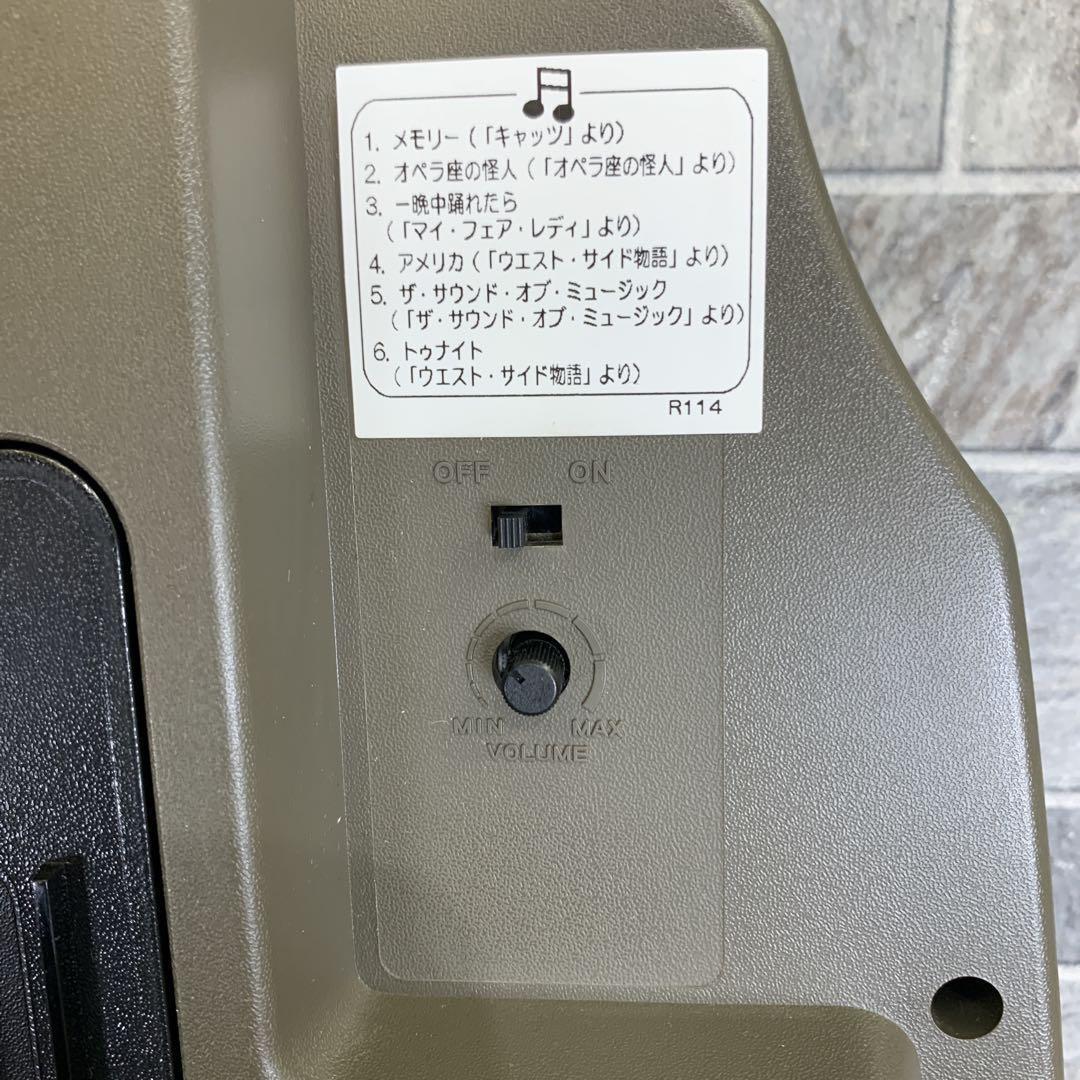 1. メモリー(「キャッツ」より)
2. オペラ座の怪人(「オペラ座の怪人」より)
3. 一晩中踊れたら
(「マイ・フェア・レディ」より)
4. アメリカ(「ウエスト・サイド物語」より)
5. ザ・サウンド・オブ・ミュージック
(「ザ・サウンド・オブ・ミュージック」より)
6. トゥナイト
(「ウエスト・サイド物語」より)
R114
OFF ON
MIN MAX
VOLUME